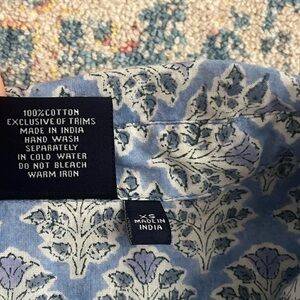 100%COTTON
EXCLUSIVE OF TRIMS
MADE IN INDIA
HAND WASH
SEPARATELY
IN COLD WATER
DO NOT BLEACH
WARM IRON
XS
MADE IN
INDIA